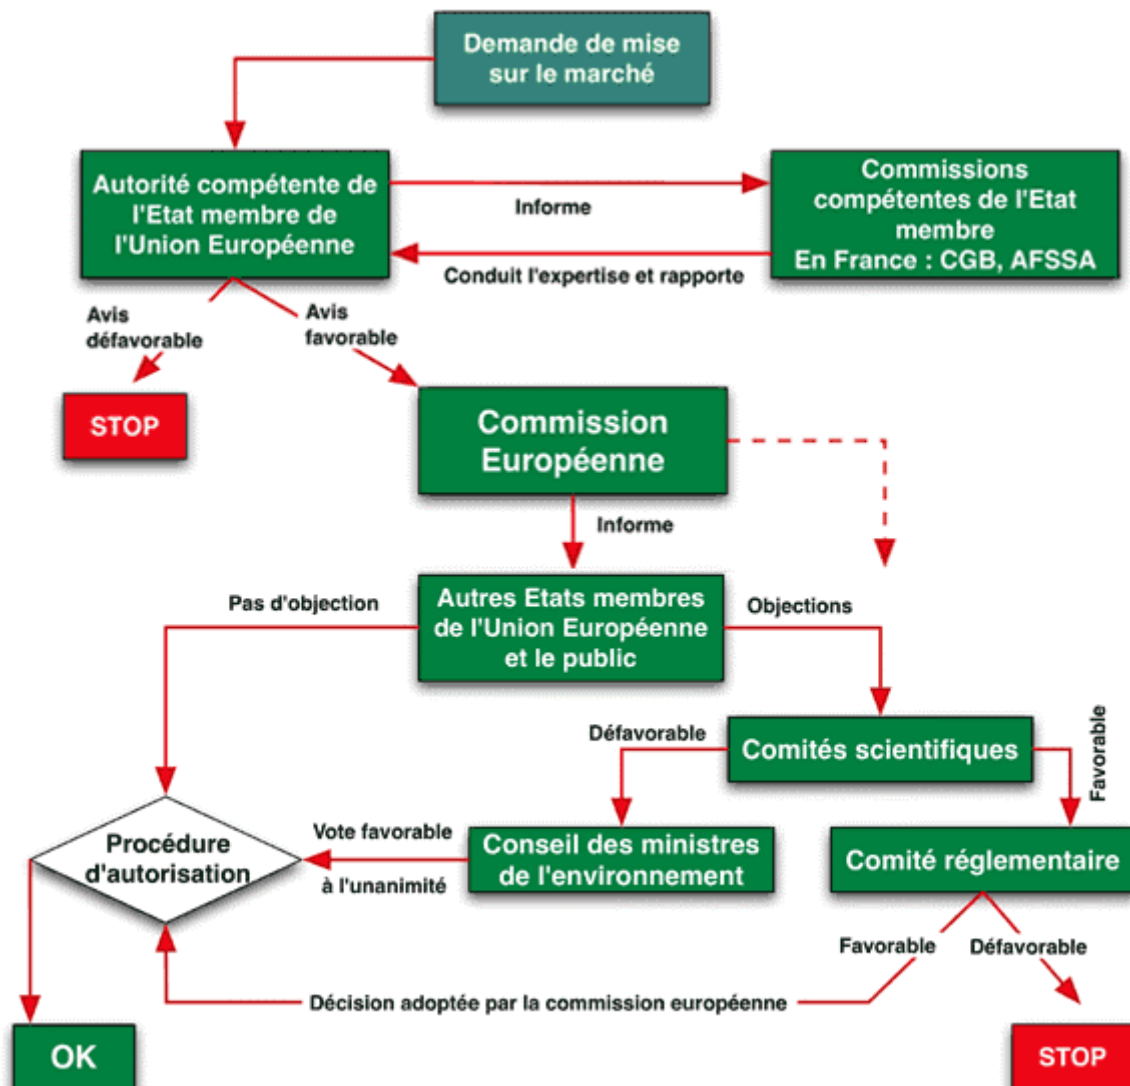 Demande de mise
sur le marché
Autorité compétente de
l'Etat membre de
l'Union Européenne
Informe
Conduit l'expertise et rapporte
Commissions
compétentes de l'Etat
membre
En France : CGB, AFSSA
Avis
défavorable
Avis
favorable
STOP
Commission
Européenne
Informe
Pas d'objection
Autres Etats membres
de l'Union Européenne
et le public
Objections
Défavorable
Comités scientifiques
Favorable
Procédure
d'autorisation
Vote favorable
à l'unanimité
Conseil des ministres
de l'environnement
Comité réglementaire
Favorable
Défavorable
Décision adoptée par la commission européenne
OK
STOP